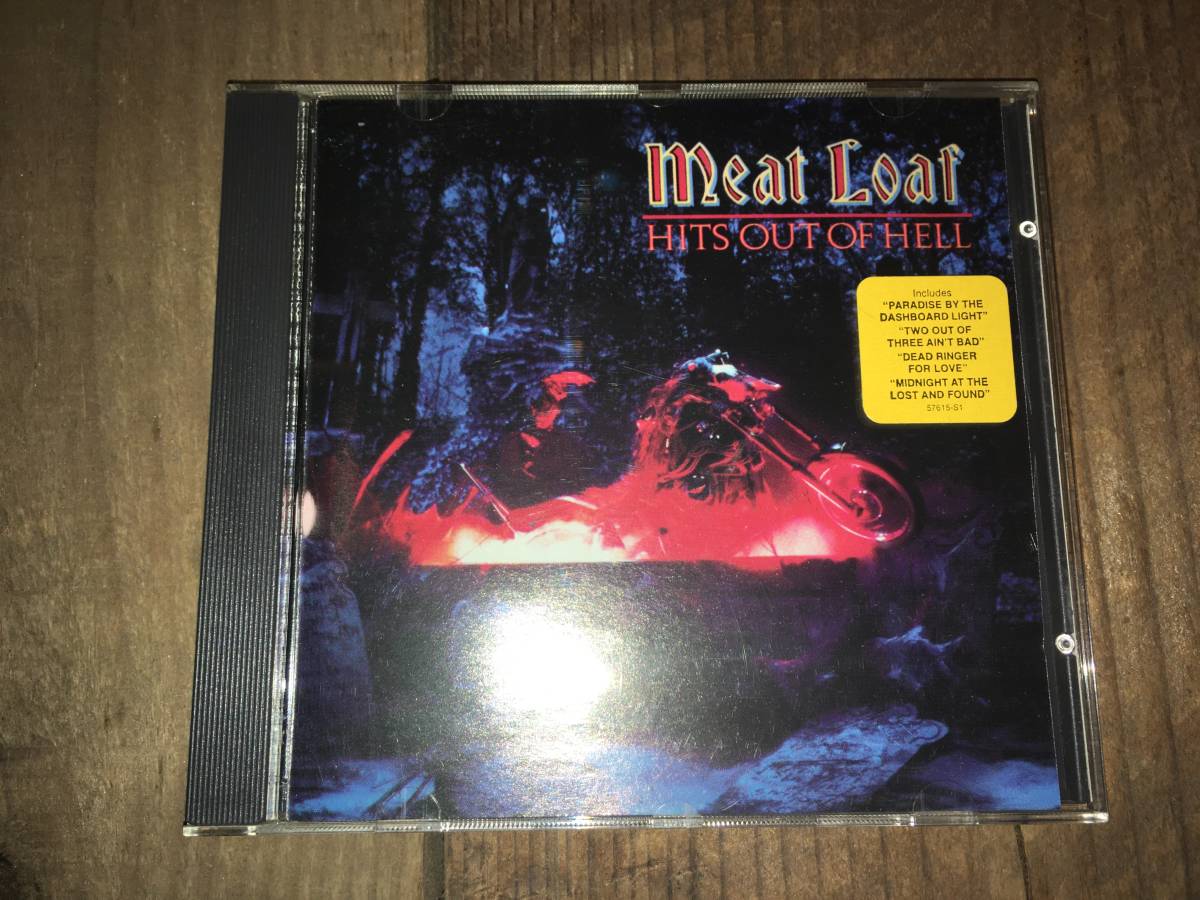 Meat Loaf
HITS OUT OF HELL
Includes
"PARADISE BY THE
DASHBOARD LIGHT"
"TWO OUT OF
THREE AIN'T BAD"
"DEAD RINGER
FOR LOVE"
"MIDNIGHT AT THE
LOST AND FOUND"
57615-S1